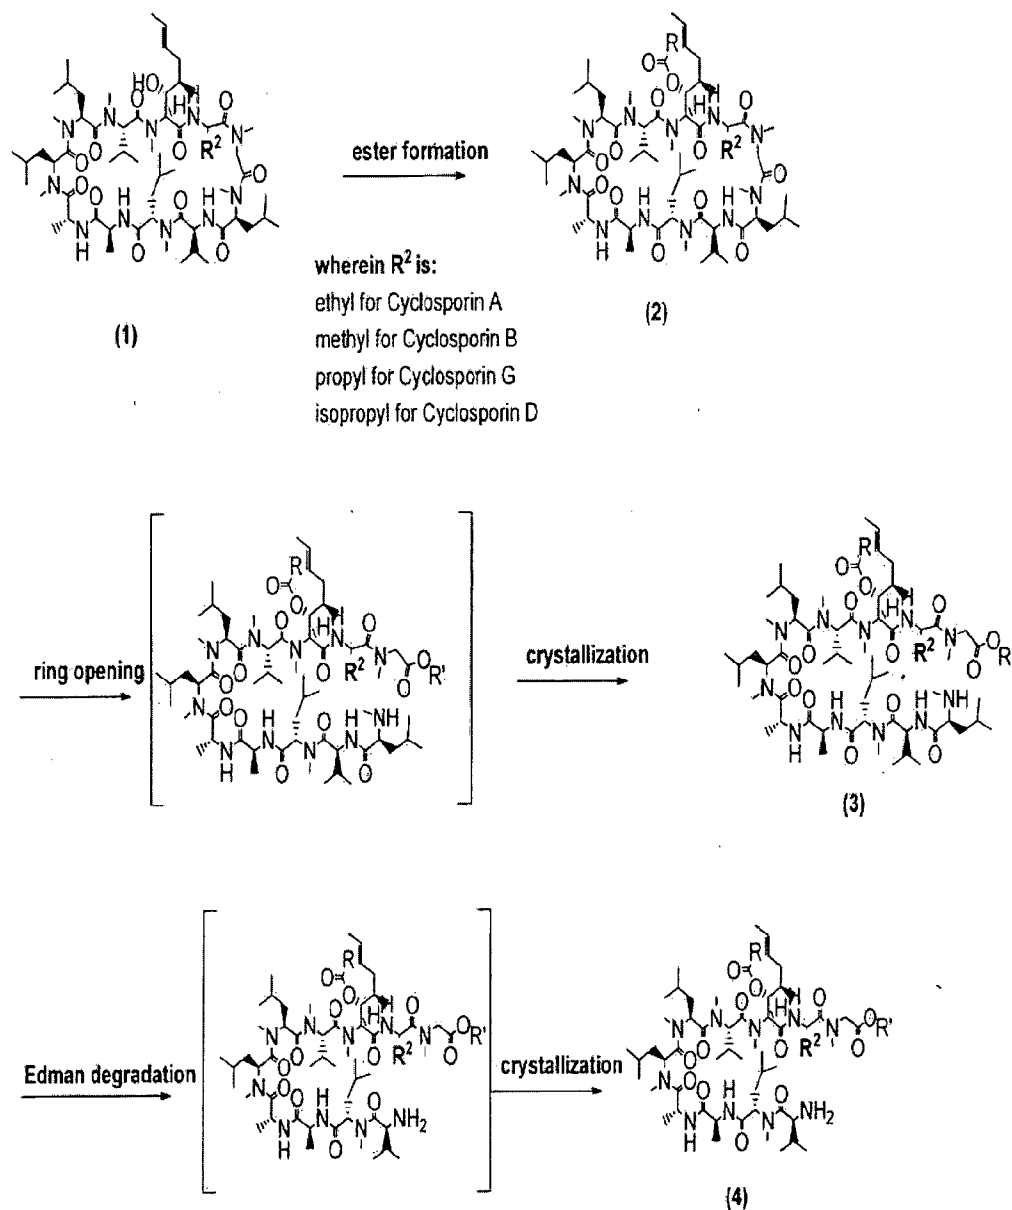 ester formation
wherein R² is:
ethyl for Cyclosporin A
methyl for Cyclosporin B
propyl for Cyclosporin G
isopropyl for Cyclosporin D
(1)
(2)
ring opening
crystallization
(3)
Edman degradation
crystallization
(4)